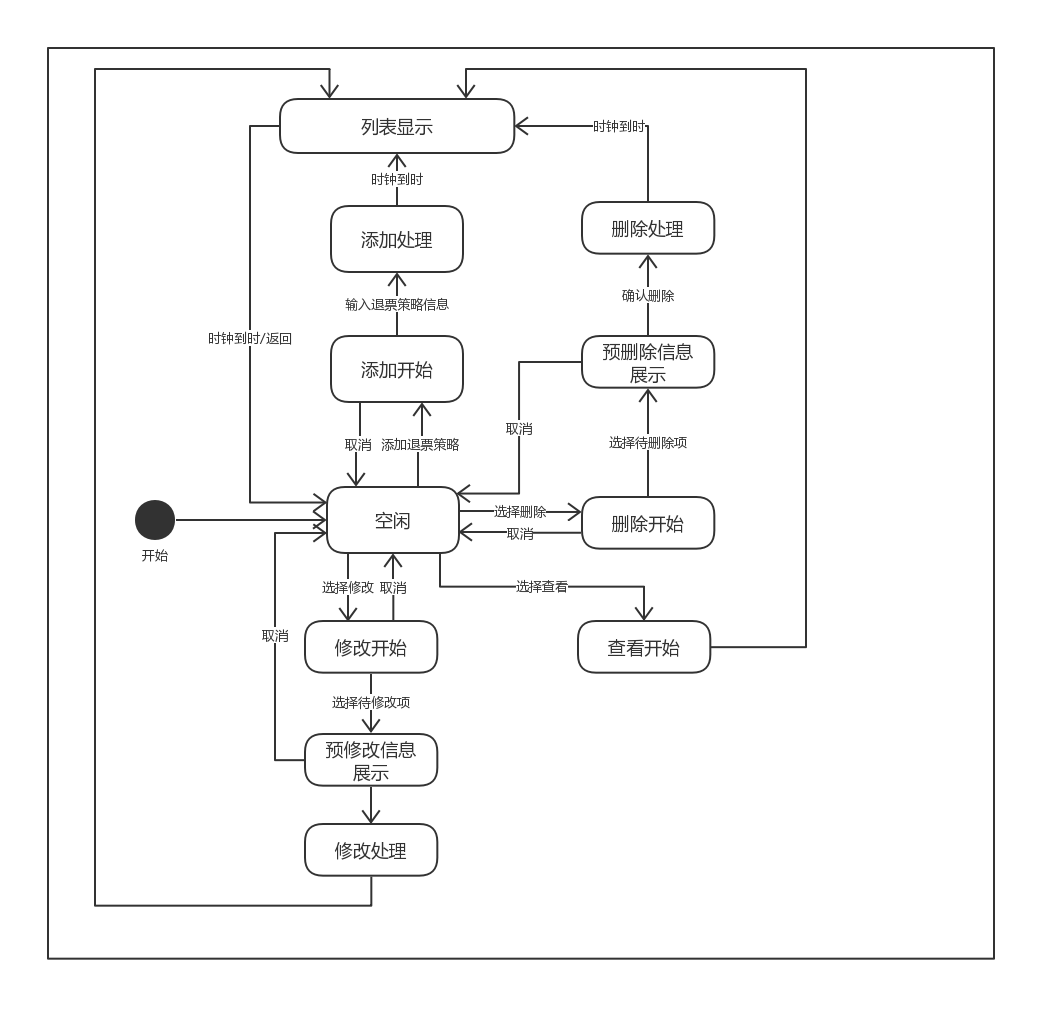 列表显示
时钟到时
时钟到时
添加处理
删除处理
输入退票策略信息
确认删除
时钟到时/返回
添加开始
预删除信息
展示
取消
取消
添加退票策略
选择待删除项
空闲
选择删除
删除开始
取消
开始
选择修改
取消
选择查看
取消
修改开始
查看开始
选择待修改项
预修改信息
展示
修改处理